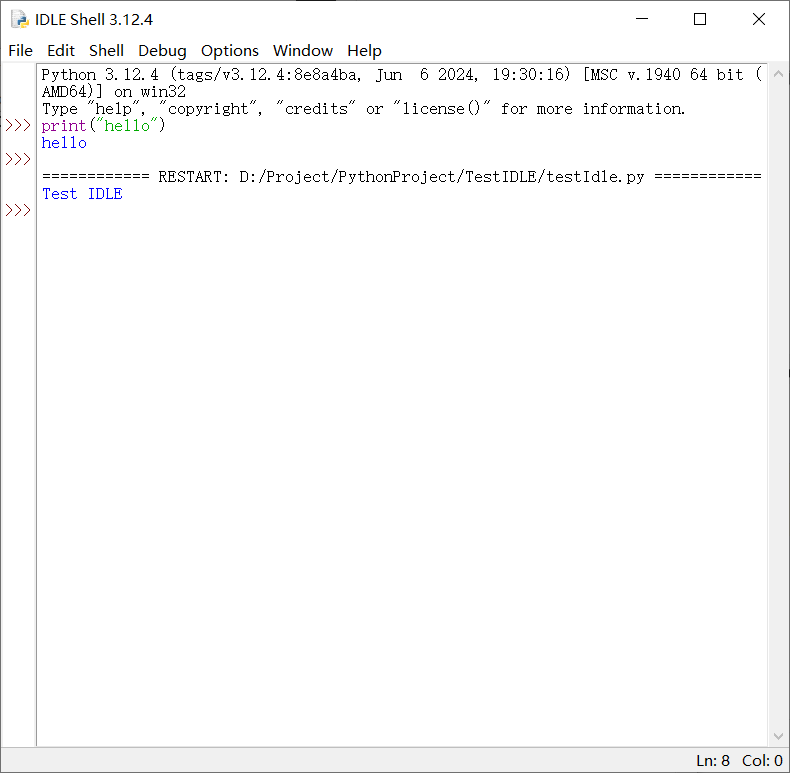 IDLE Shell 3.12.4
File Edit Shell Debug Options Window Help
Python 3.12.4 (tags/v3.12.4:8e8a4ba, Jun  6 2024, 19:30:16) [MSC v.1940 64 bit (
AMD64)] on win32
Type "help", "copyright", "credits" or "license()" for more information.
>>> print("hello")
hello
>>>
============ RESTART: D:/Project/PythonProject/TestIDLE/testIdle.py ============
Test IDLE
>>>
Ln: 8 Col: 0